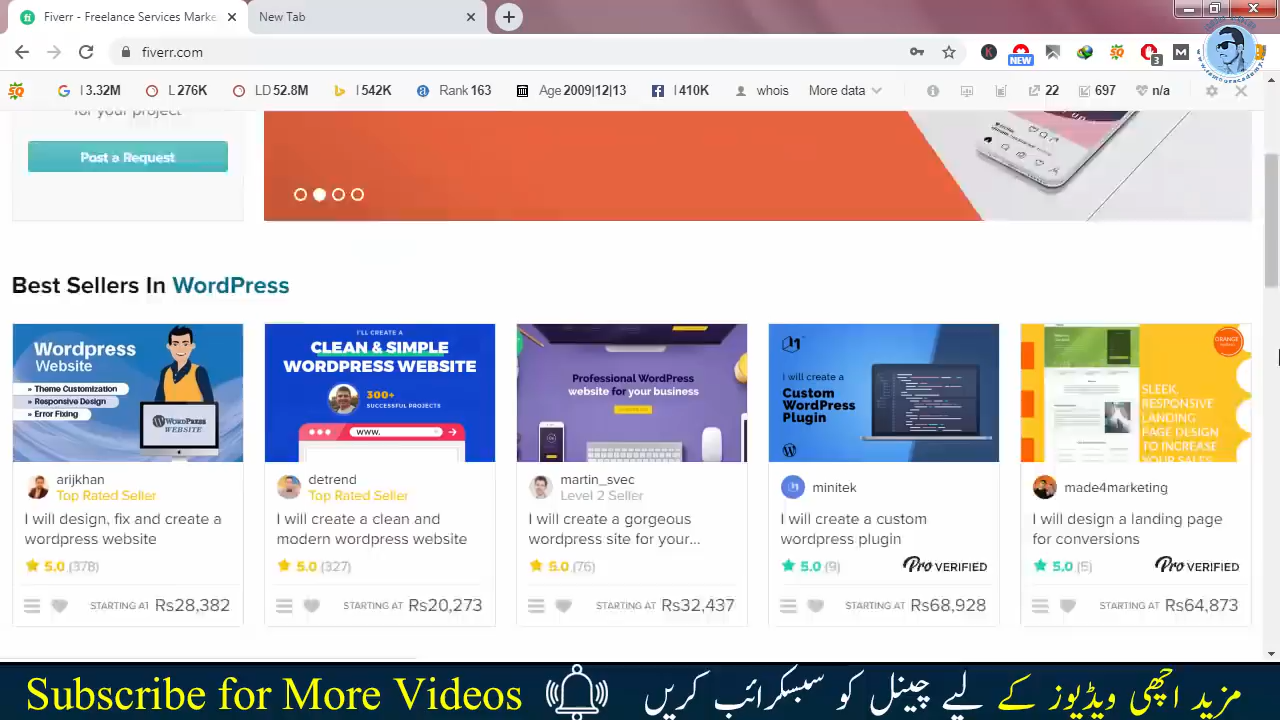 Fiverr - Freelance Services Marke
New Tab
fiverr.com
NEW
3
I 3.32M
L 276K
LD 52.8M
I 542K
Rank 163
Age 2009|12|13
I 410K
whois
More data
22
697
n/a
for your project
Post a Request
Best Sellers In WordPress
Wordpress
Website
» Theme Customization
» Responsive Design
» Error Fixing
WORDPRESS
WEBSITE
arijkhan
Top Rated Seller
I will design, fix and create a
wordpress website
5.0 (378)
STARTING AT Rs28,382
I'LL CREATE A
CLEAN & SIMPLE
WORDPRESS WEBSITE
300+
SUCCESSFUL PROJECTS
www.
detrend
Top Rated Seller
I will create a clean and
modern wordpress website
5.0 (327)
STARTING AT Rs20,273
Professional WordPress
website for your business
martin_svec
Level 2 Seller
I will create a gorgeous
wordpress site for your...
5.0 (76)
STARTING AT Rs32,437
I will create a
Custom
WordPress
Plugin
minitek
I will create a custom
wordpress plugin
5.0 (9)
Pro VERIFIED
STARTING AT Rs68,928
ORANGE
SLEEK,
RESPONSIVE
LANDING
PAGE DESIGN
TO INCREASE
YOUR SALES
made4marketing
I will design a landing page
for conversions
5.0 (5)
Pro VERIFIED
STARTING AT Rs64,873
Subscribe for More Videos
مزید اچھی ویڈیوز کے لیے چینل کو سبسکرائب کریں